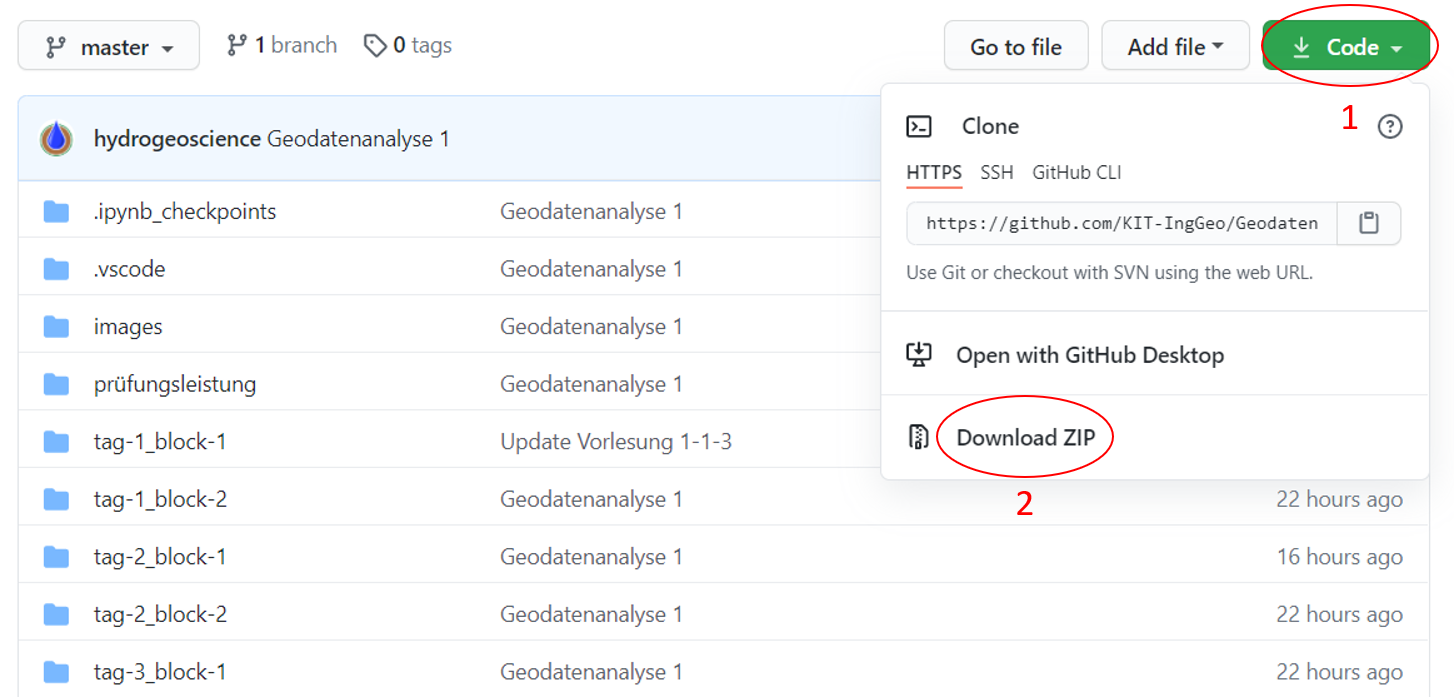 master 1 branch 0 tags Go to file Add file Code
1
hydrogeoscience Geodatenanalyse 1
Clone
HTTPS SSH GitHub CLI
https://github.com/KIT-IngGeo/Geodaten
Use Git or checkout with SVN using the web URL.
Open with GitHub Desktop
Download ZIP
2
.ipynb_checkpoints Geodatenanalyse 1
.vscode Geodatenanalyse 1
images Geodatenanalyse 1
prüfungsleistung Geodatenanalyse 1
tag-1_block-1 Update Vorlesung 1-1-3
tag-1_block-2 Geodatenanalyse 1 22 hours ago
tag-2_block-1 Geodatenanalyse 1 16 hours ago
tag-2_block-2 Geodatenanalyse 1 22 hours ago
tag-3_block-1 Geodatenanalyse 1 22 hours ago